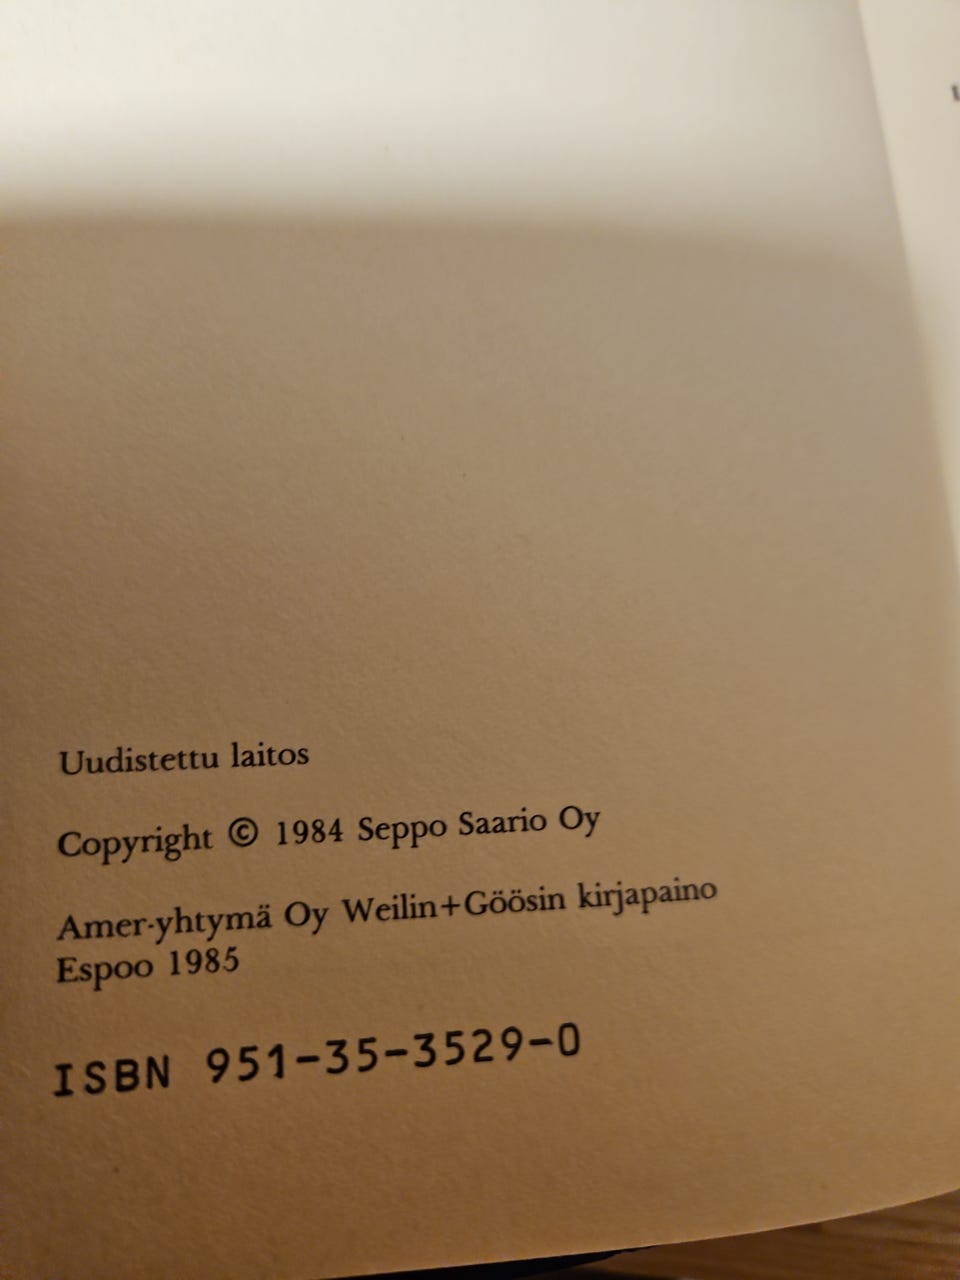 Uudistettu laitos
Copyright © 1984 Seppo Saario Oy
Amer-yhtymä Oy Weilin+Göösin kirjapaino
Espoo 1985
ISBN 951-35-3529-0